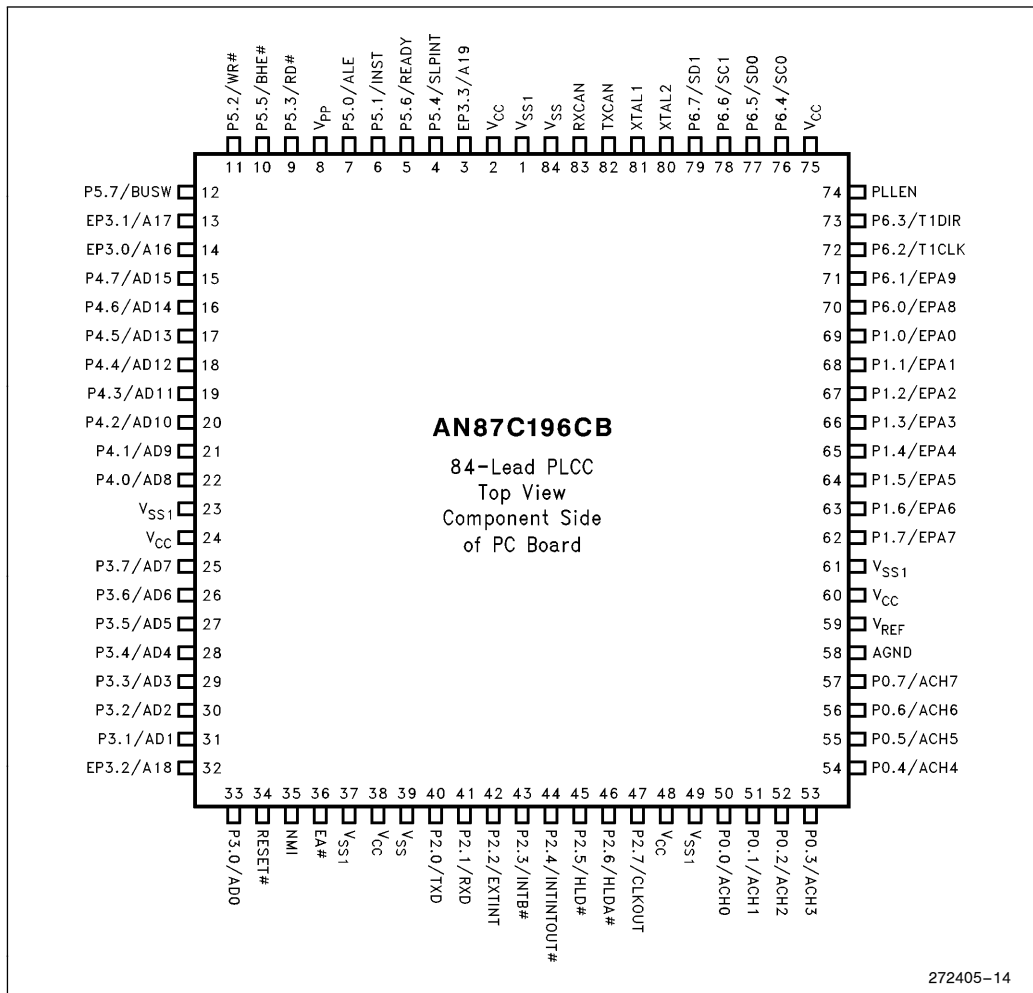 P5.2/WR#
P5.5/BHE#
P5.3/RD#
VPP
P5.0/ALE
P5.1/INST
P5.6/READY
P5.4/SLPINT
EP3.3/A19
VCC
VSS1
VSS
RXCAN
TXCAN
XTAL1
XTAL2
P6.7/SD1
P6.6/SC1
P6.5/SD0
P6.4/SC0
VCC
11 10 9 8 7 6 5 4 3 2 1 84 83 82 81 80 79 78 77 76 75
P5.7/BUSW 12
EP3.1/A17 13
EP3.0/A16 14
P4.7/AD15 15
P4.6/AD14 16
P4.5/AD13 17
P4.4/AD12 18
P4.3/AD11 19
P4.2/AD10 20
P4.1/AD9 21
P4.0/AD8 22
VSS1 23
VCC 24
P3.7/AD7 25
P3.6/AD6 26
P3.5/AD5 27
P3.4/AD4 28
P3.3/AD3 29
P3.2/AD2 30
P3.1/AD1 31
EP3.2/A18 32
AN87C196CB
84-Lead PLCC
Top View
Component Side
of PC Board
74 PLLEN
73 P6.3/T1DIR
72 P6.2/T1CLK
71 P6.1/EPA9
70 P6.0/EPA8
69 P1.0/EPA0
68 P1.1/EPA1
67 P1.2/EPA2
66 P1.3/EPA3
65 P1.4/EPA4
64 P1.5/EPA5
63 P1.6/EPA6
62 P1.7/EPA7
61 VSS1
60 VCC
59 VREF
58 AGND
57 P0.7/ACH7
56 P0.6/ACH6
55 P0.5/ACH5
54 P0.4/ACH4
33 34 35 36 37 38 39 40 41 42 43 44 45 46 47 48 49 50 51 52 53
P3.0/AD0
RESET#
NMI
EA#
VSS1
VCC
VSS
P2.0/TXD
P2.1/RXD
P2.2/EXTINT
P2.3/INTB#
P2.4/INTINTOUT#
P2.5/HLD#
P2.6/HLDA#
P2.7/CLKOUT
VCC
VSS1
P0.0/ACH0
P0.1/ACH1
P0.2/ACH2
P0.3/ACH3
272405-14